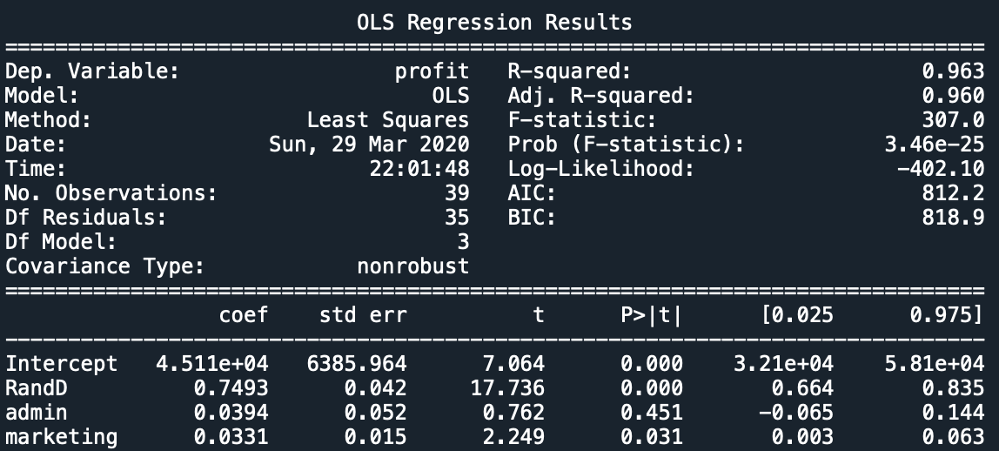 OLS Regression Results
==============================================================================
Dep. Variable:                 profit   R-squared:                       0.963
Model:                            OLS   Adj. R-squared:                  0.960
Method:                 Least Squares   F-statistic:                     307.0
Date:                Sun, 29 Mar 2020   Prob (F-statistic):           3.46e-25
Time:                        22:01:48   Log-Likelihood:                -402.10
No. Observations:                  39   AIC:                             812.2
Df Residuals:                      35   BIC:                             818.9
Df Model:                           3
Covariance Type:            nonrobust
==============================================================================
                 coef    std err          t      P>|t|      [0.025      0.975]
------------------------------------------------------------------------------
Intercept   4.511e+04   6385.964      7.064      0.000    3.21e+04    5.81e+04
RandD          0.7493      0.042     17.736      0.000       0.664       0.835
admin          0.0394      0.052      0.762      0.451      -0.065       0.144
marketing      0.0331      0.015      2.249      0.031       0.003       0.063